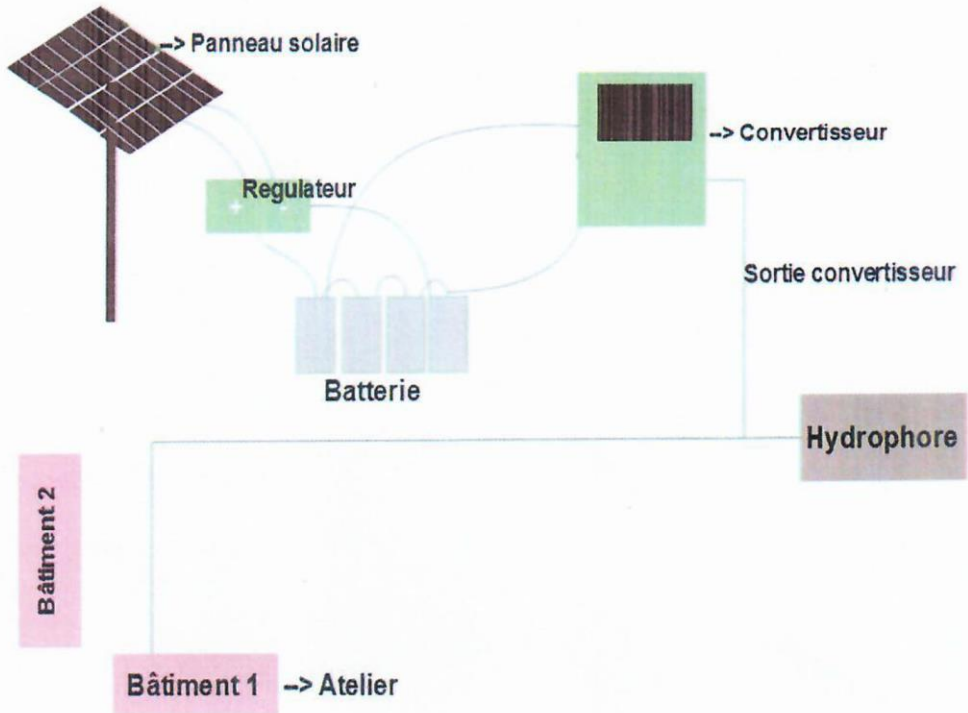 --> Panneau solaire
--> Convertisseur
Regulateur
+ -
Sortie convertisseur
Batterie
Hydrophore
Bâtiment 2
Bâtiment 1 --> Atelier